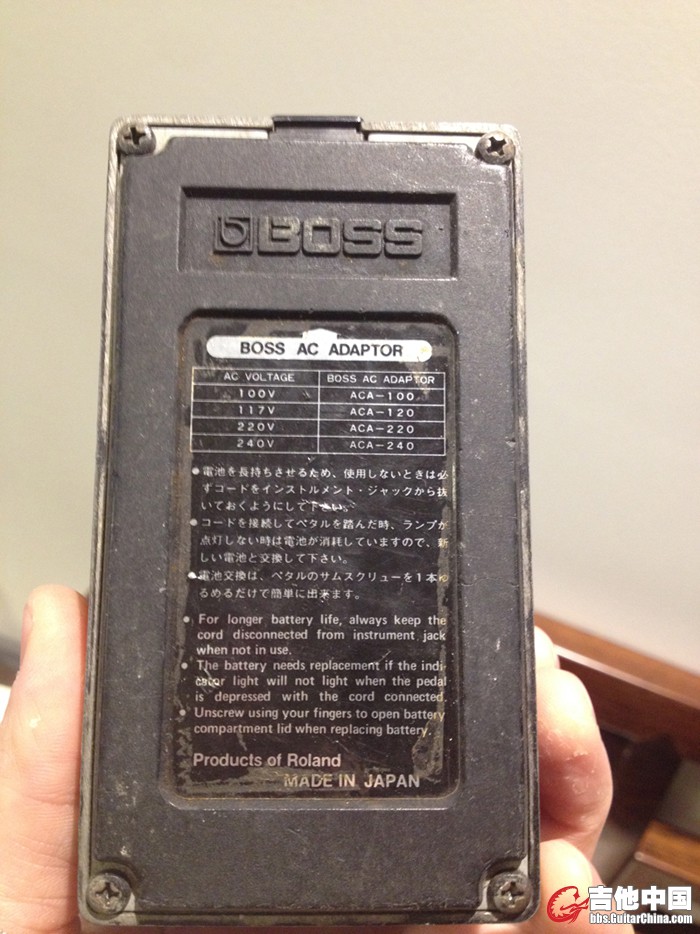 BOSS
BOSS AC ADAPTOR
AC VOLTAGE BOSS AC ADAPTOR
100V ACA-100
117V ACA-120
220V ACA-220
240V ACA-240
●電池を長持ちさせるため、使用しないときは必
ずコードをインストルメント・ジャックから抜
いておくようにして下さい。
●コードを接続してペタルを踏んだ時、ランプが
点灯しない時は電池が消耗していますので、新
しい電池と交換して下さい。
●電池交換は、ペタルのサムスクリューを1本ゆ
るめるだけで簡単に出来ます。
● For longer battery life, always keep the
cord disconnected from instrument jack
when not in use.
● The battery needs replacement if the indi-
cator light will not light when the pedal
is depressed with the cord connected.
● Unscrew using your fingers to open battery
compartment lid when replacing battery.
Products of Roland
MADE IN JAPAN
吉他中国
bbs.GuitarChina.com